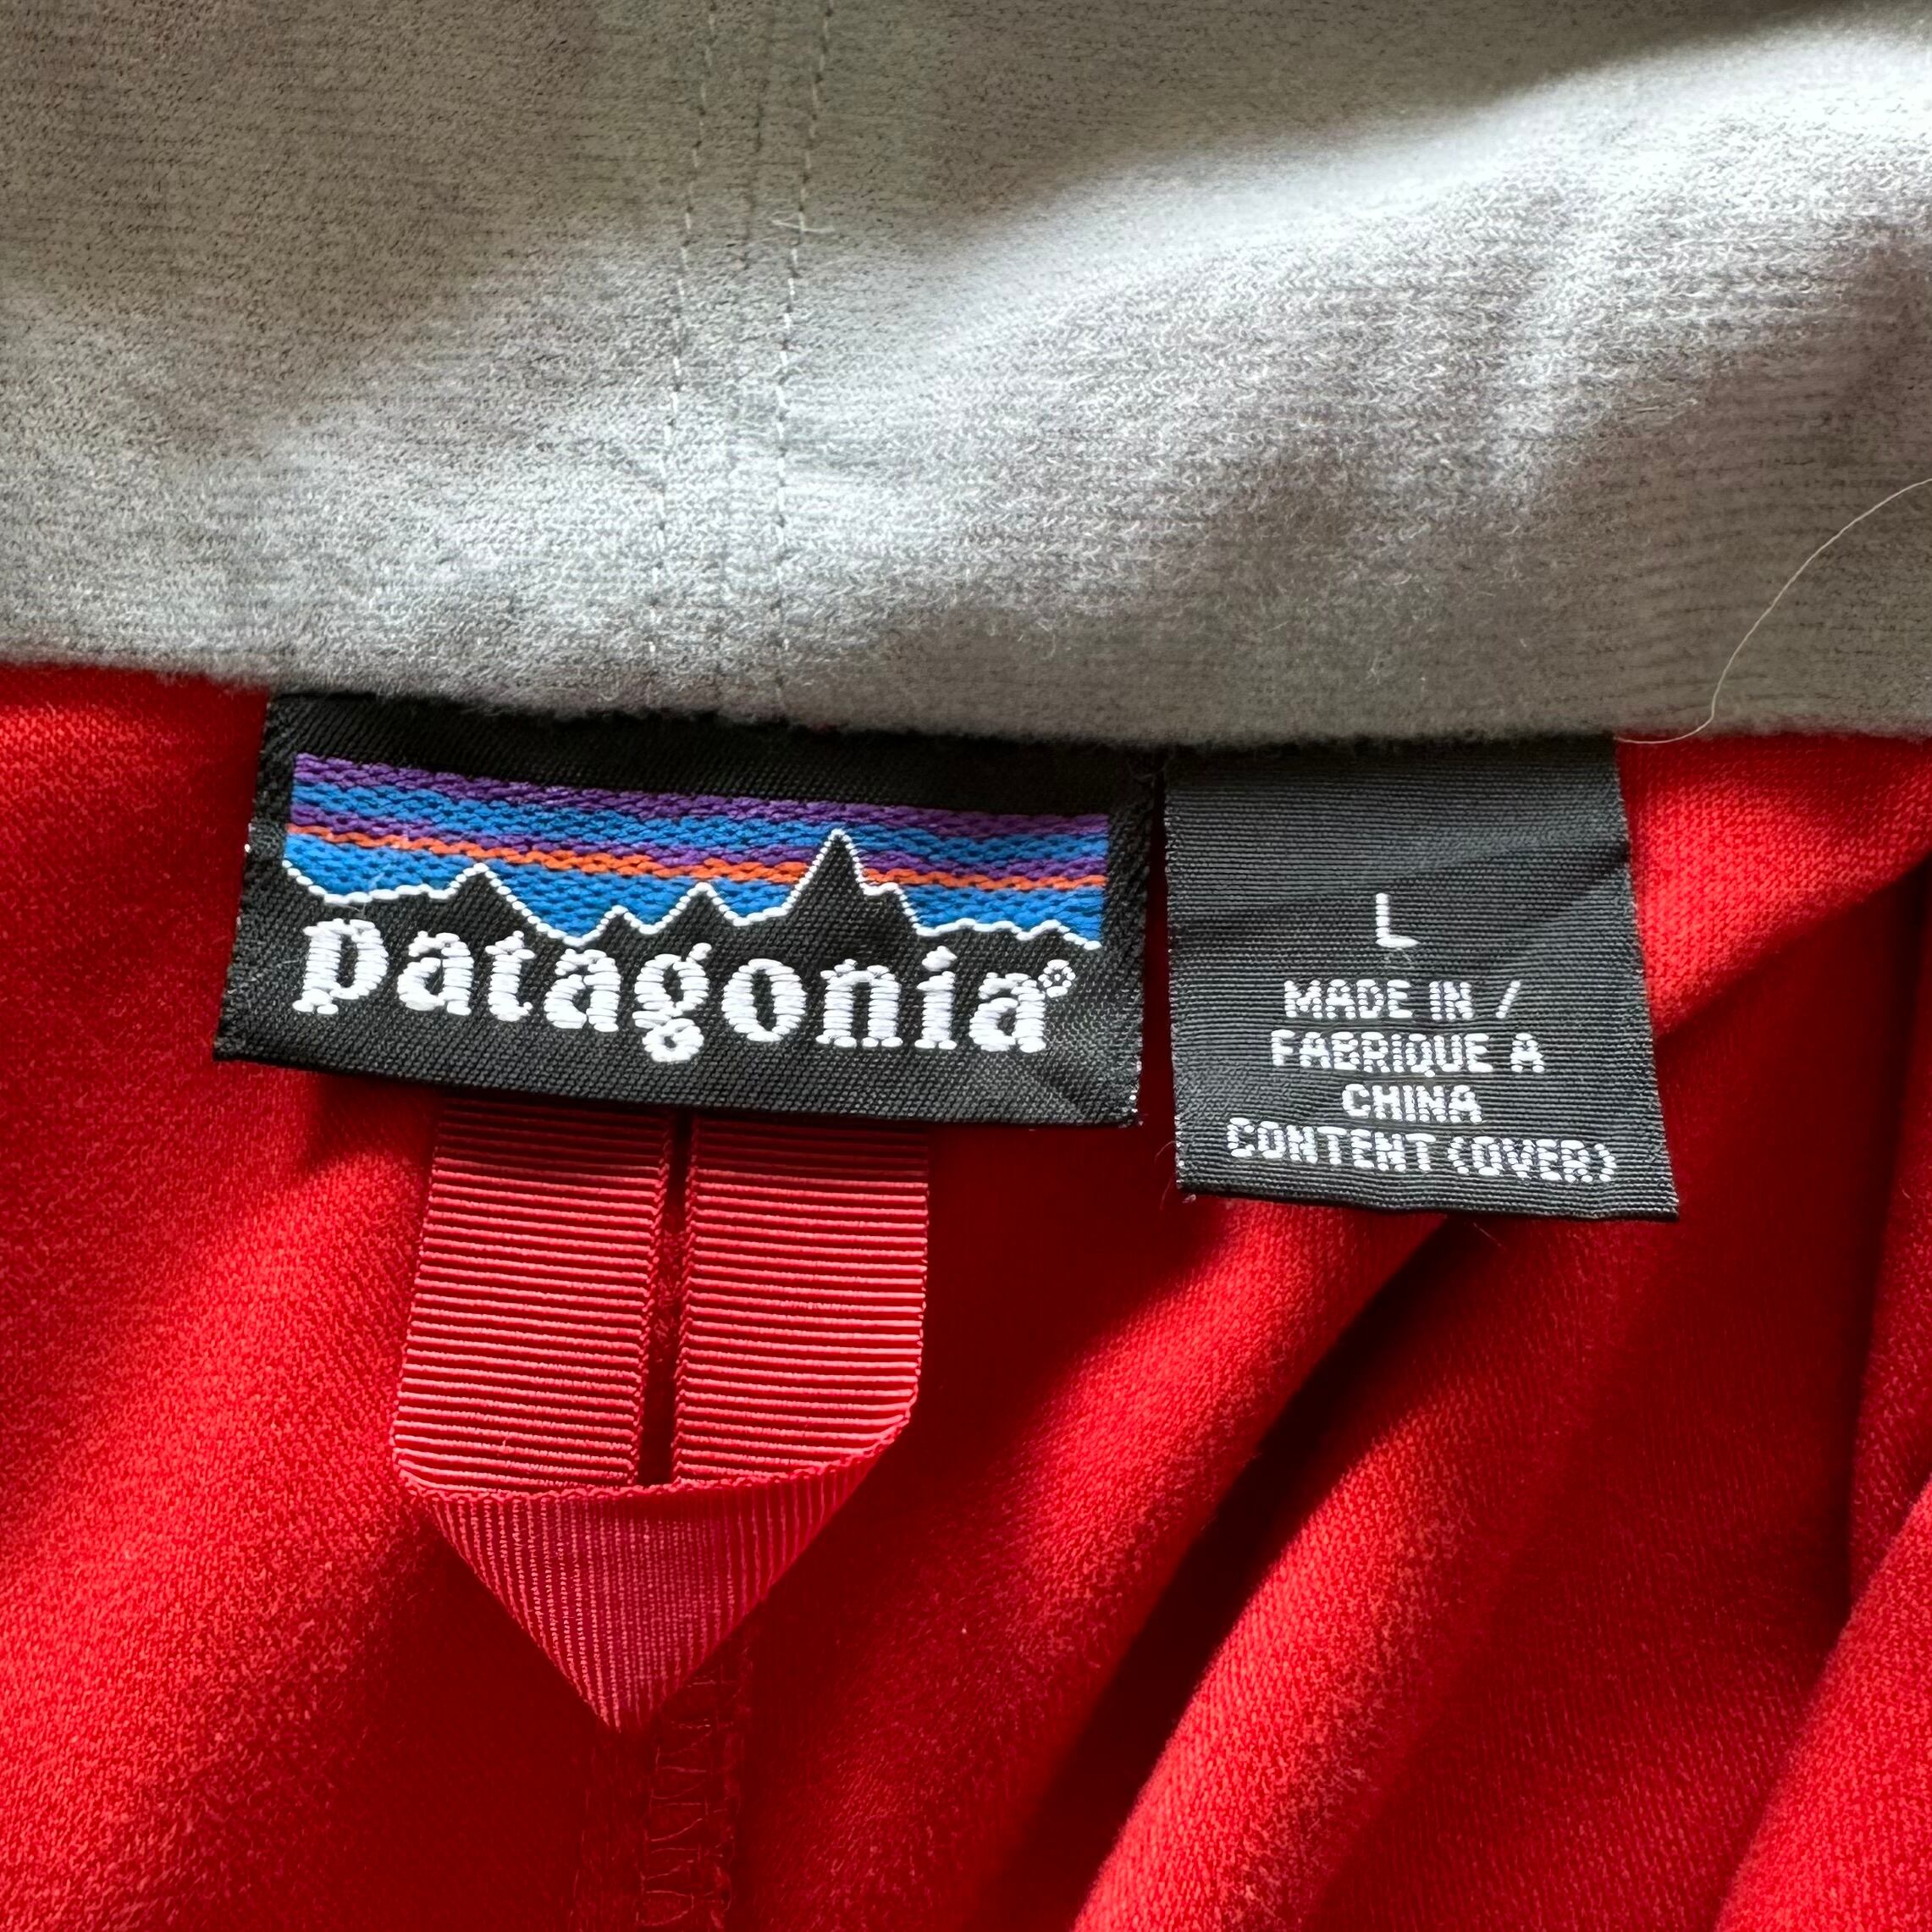 patagonia®
L
MADE IN /
FABRIQUE A
CHINA
CONTENT (OVER)